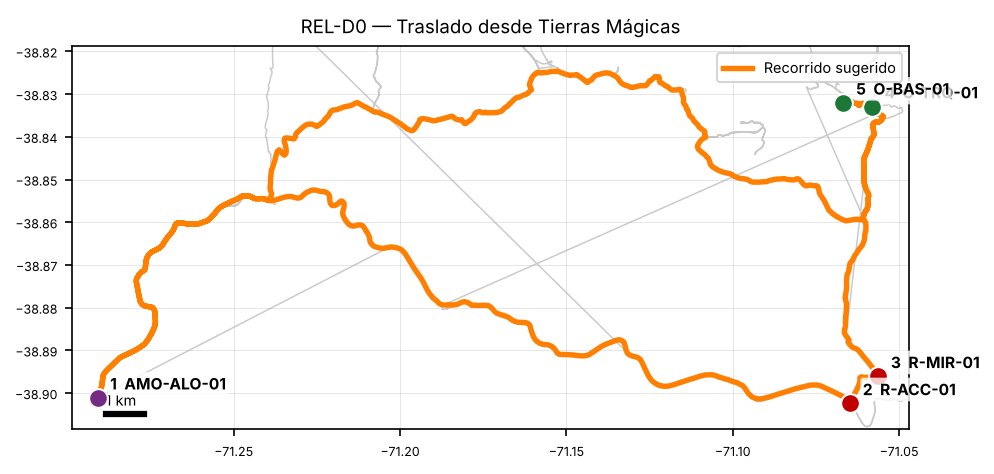 REL-D0 — Traslado desde Tierras Mágicas
Recorrido sugerido
−38.82
−38.83
−38.84
−38.85
−38.86
−38.87
−38.88
−38.89
−38.90
5 O-BAS-01
-01
3 R-MIR-01
2 R-ACC-01
1 AMO-ALO-01
1 km
−71.25
−71.20
−71.15
−71.10
−71.05